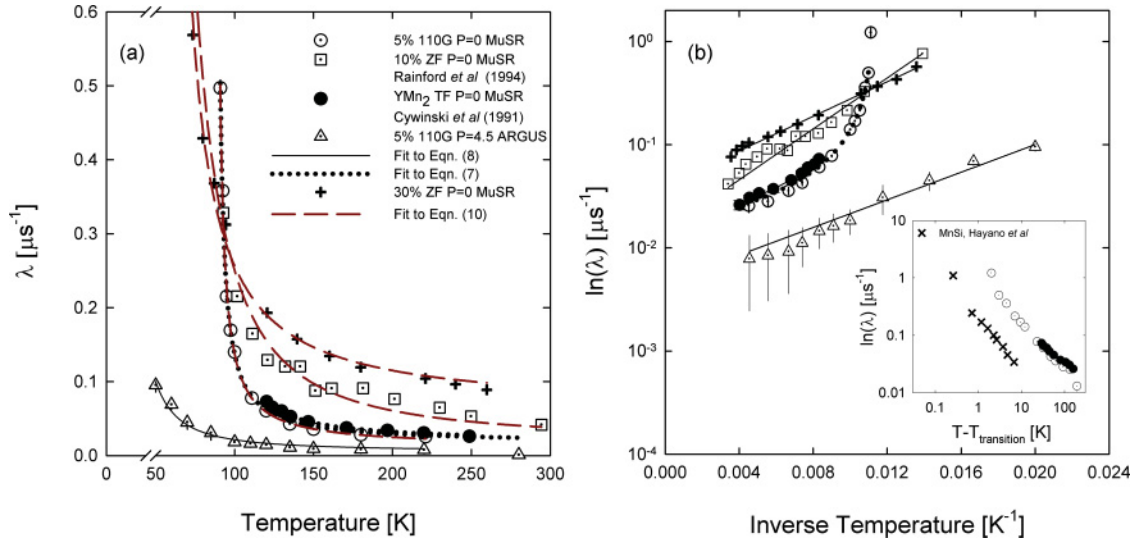 (a)
5% 110G P=0 MuSR
10% ZF P=0 MuSR
Rainford et al (1994)
YMn₂ TF P=0 MuSR
Cywinski et al (1991)
5% 110G P=4.5 ARGUS
Fit to Eqn. (8)
Fit to Eqn. (7)
30% ZF P=0 MuSR
Fit to Eqn. (10)
λ [μs⁻¹]
0.6
0.5
0.4
0.3
0.2
0.1
0.0
50 50 100 150 200 250 300
Temperature [K]
(b)
ln(λ) [μs⁻¹]
10⁰
10⁻¹
10⁻²
10⁻³
10⁻⁴
0.000 0.004 0.008 0.012 0.016 0.020 0.024
Inverse Temperature [K⁻¹]
MnSi, Hayano et al
ln(λ) [μs⁻¹]
10
1
0.1
0.01
0.1 1 10 100
T-Ttransition [K]